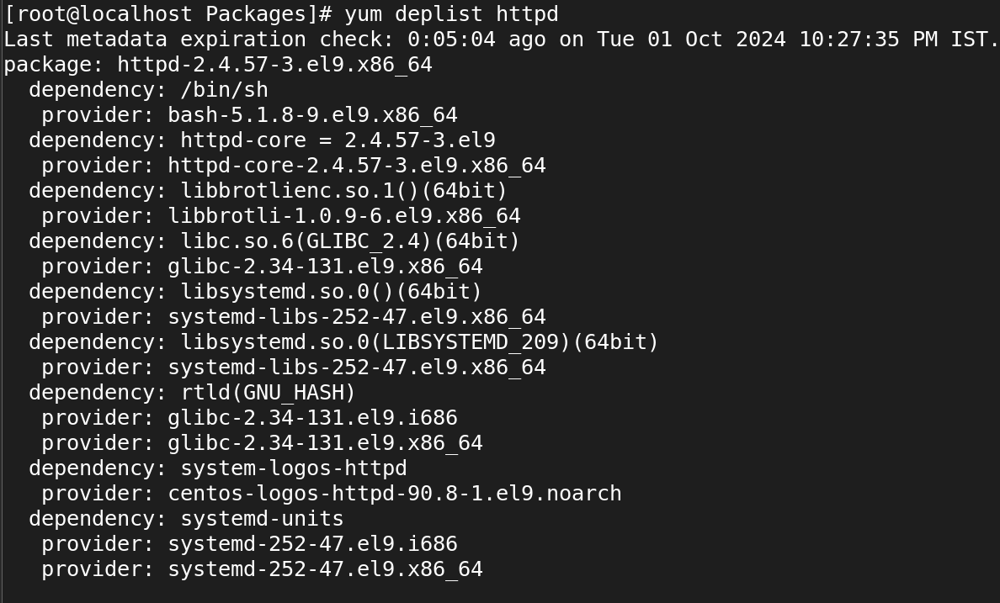 [root@localhost Packages]# yum deplist httpd
Last metadata expiration check: 0:05:04 ago on Tue 01 Oct 2024 10:27:35 PM IST.
package: httpd-2.4.57-3.el9.x86_64
  dependency: /bin/sh
   provider: bash-5.1.8-9.el9.x86_64
  dependency: httpd-core = 2.4.57-3.el9
   provider: httpd-core-2.4.57-3.el9.x86_64
  dependency: libbrotlienc.so.1()(64bit)
   provider: libbrotli-1.0.9-6.el9.x86_64
  dependency: libc.so.6(GLIBC_2.4)(64bit)
   provider: glibc-2.34-131.el9.x86_64
  dependency: libsystemd.so.0()(64bit)
   provider: systemd-libs-252-47.el9.x86_64
  dependency: libsystemd.so.0(LIBSYSTEMD_209)(64bit)
   provider: systemd-libs-252-47.el9.x86_64
  dependency: rtld(GNU_HASH)
   provider: glibc-2.34-131.el9.i686
   provider: glibc-2.34-131.el9.x86_64
  dependency: system-logos-httpd
   provider: centos-logos-httpd-90.8-1.el9.noarch
  dependency: systemd-units
   provider: systemd-252-47.el9.i686
   provider: systemd-252-47.el9.x86_64